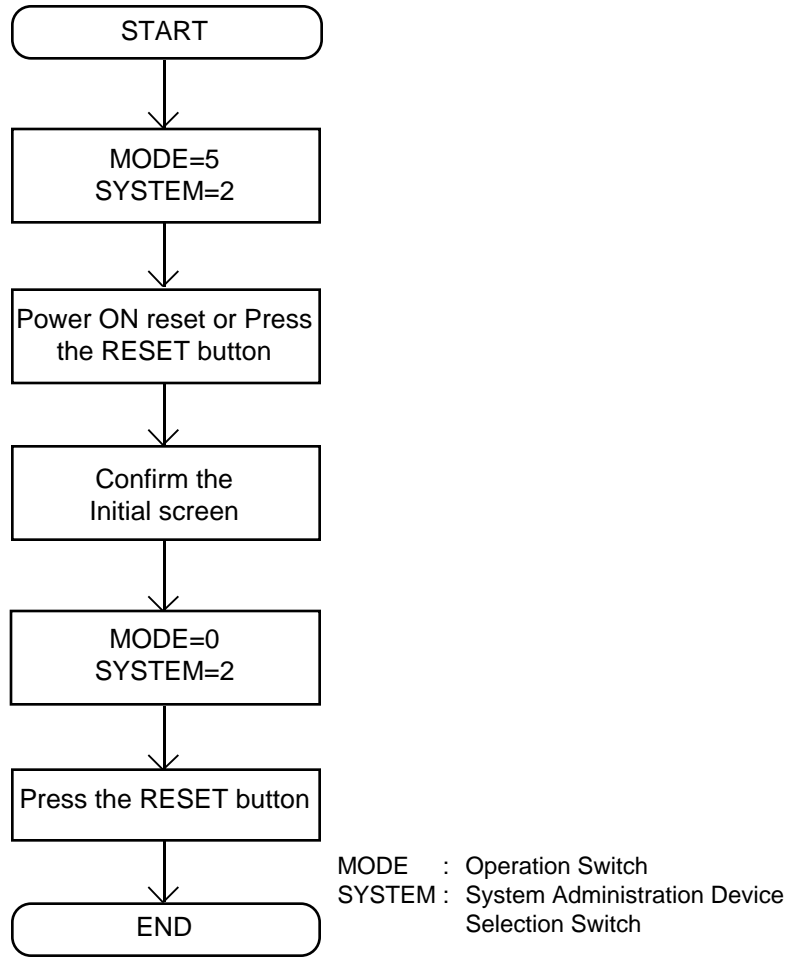 START
MODE=5
SYSTEM=2
Power ON reset or Press
the RESET button
Confirm the
Initial screen
MODE=0
SYSTEM=2
Press the RESET button
END
MODE : Operation Switch
SYSTEM : System Administration Device
Selection Switch